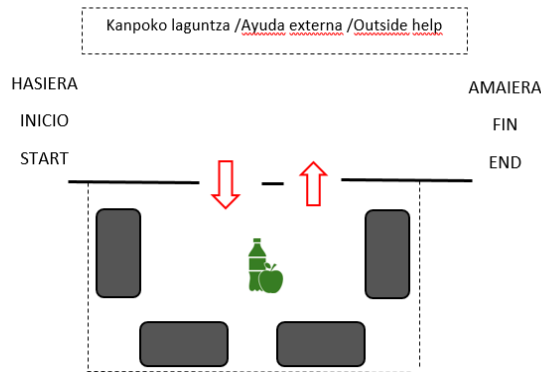 Kanpoko laguntza /Ayuda externa /Outside help
HASIERA
INICIO
START
AMAIERA
FIN
END